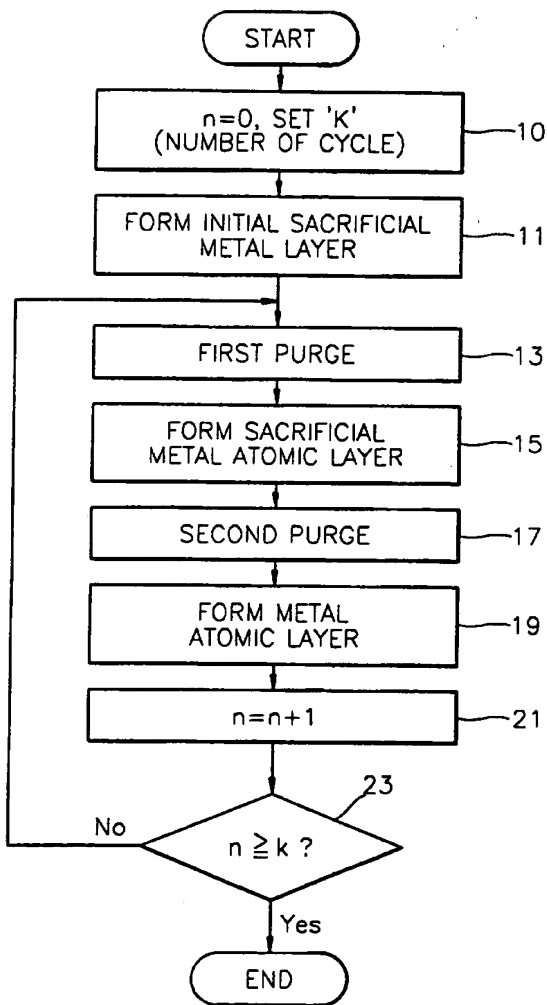 START
n=0, SET 'K'
(NUMBER OF CYCLE)
10
FORM INITIAL SACRIFICIAL
METAL LAYER
11
FIRST PURGE
13
FORM SACRIFICIAL
METAL ATOMIC LAYER
15
SECOND PURGE
17
FORM METAL
ATOMIC LAYER
19
n=n+1
21
23
No
n ≧ k ?
Yes
END